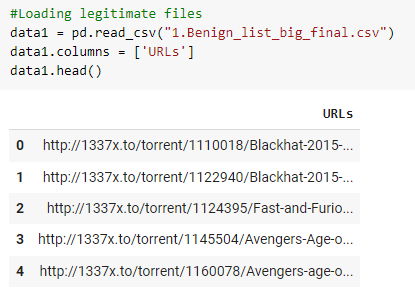 #Loading legitimate files
data1 = pd.read_csv("1.Benign_list_big_final.csv")
data1.columns = ['URLs']
data1.head()
URLs
0 http://1337x.to/torrent/1110018/Blackhat-2015-...
1 http://1337x.to/torrent/1122940/Blackhat-2015-...
2 http://1337x.to/torrent/1124395/Fast-and-Furio...
3 http://1337x.to/torrent/1145504/Avengers-Age-o...
4 http://1337x.to/torrent/1160078/Avengers-age-o...